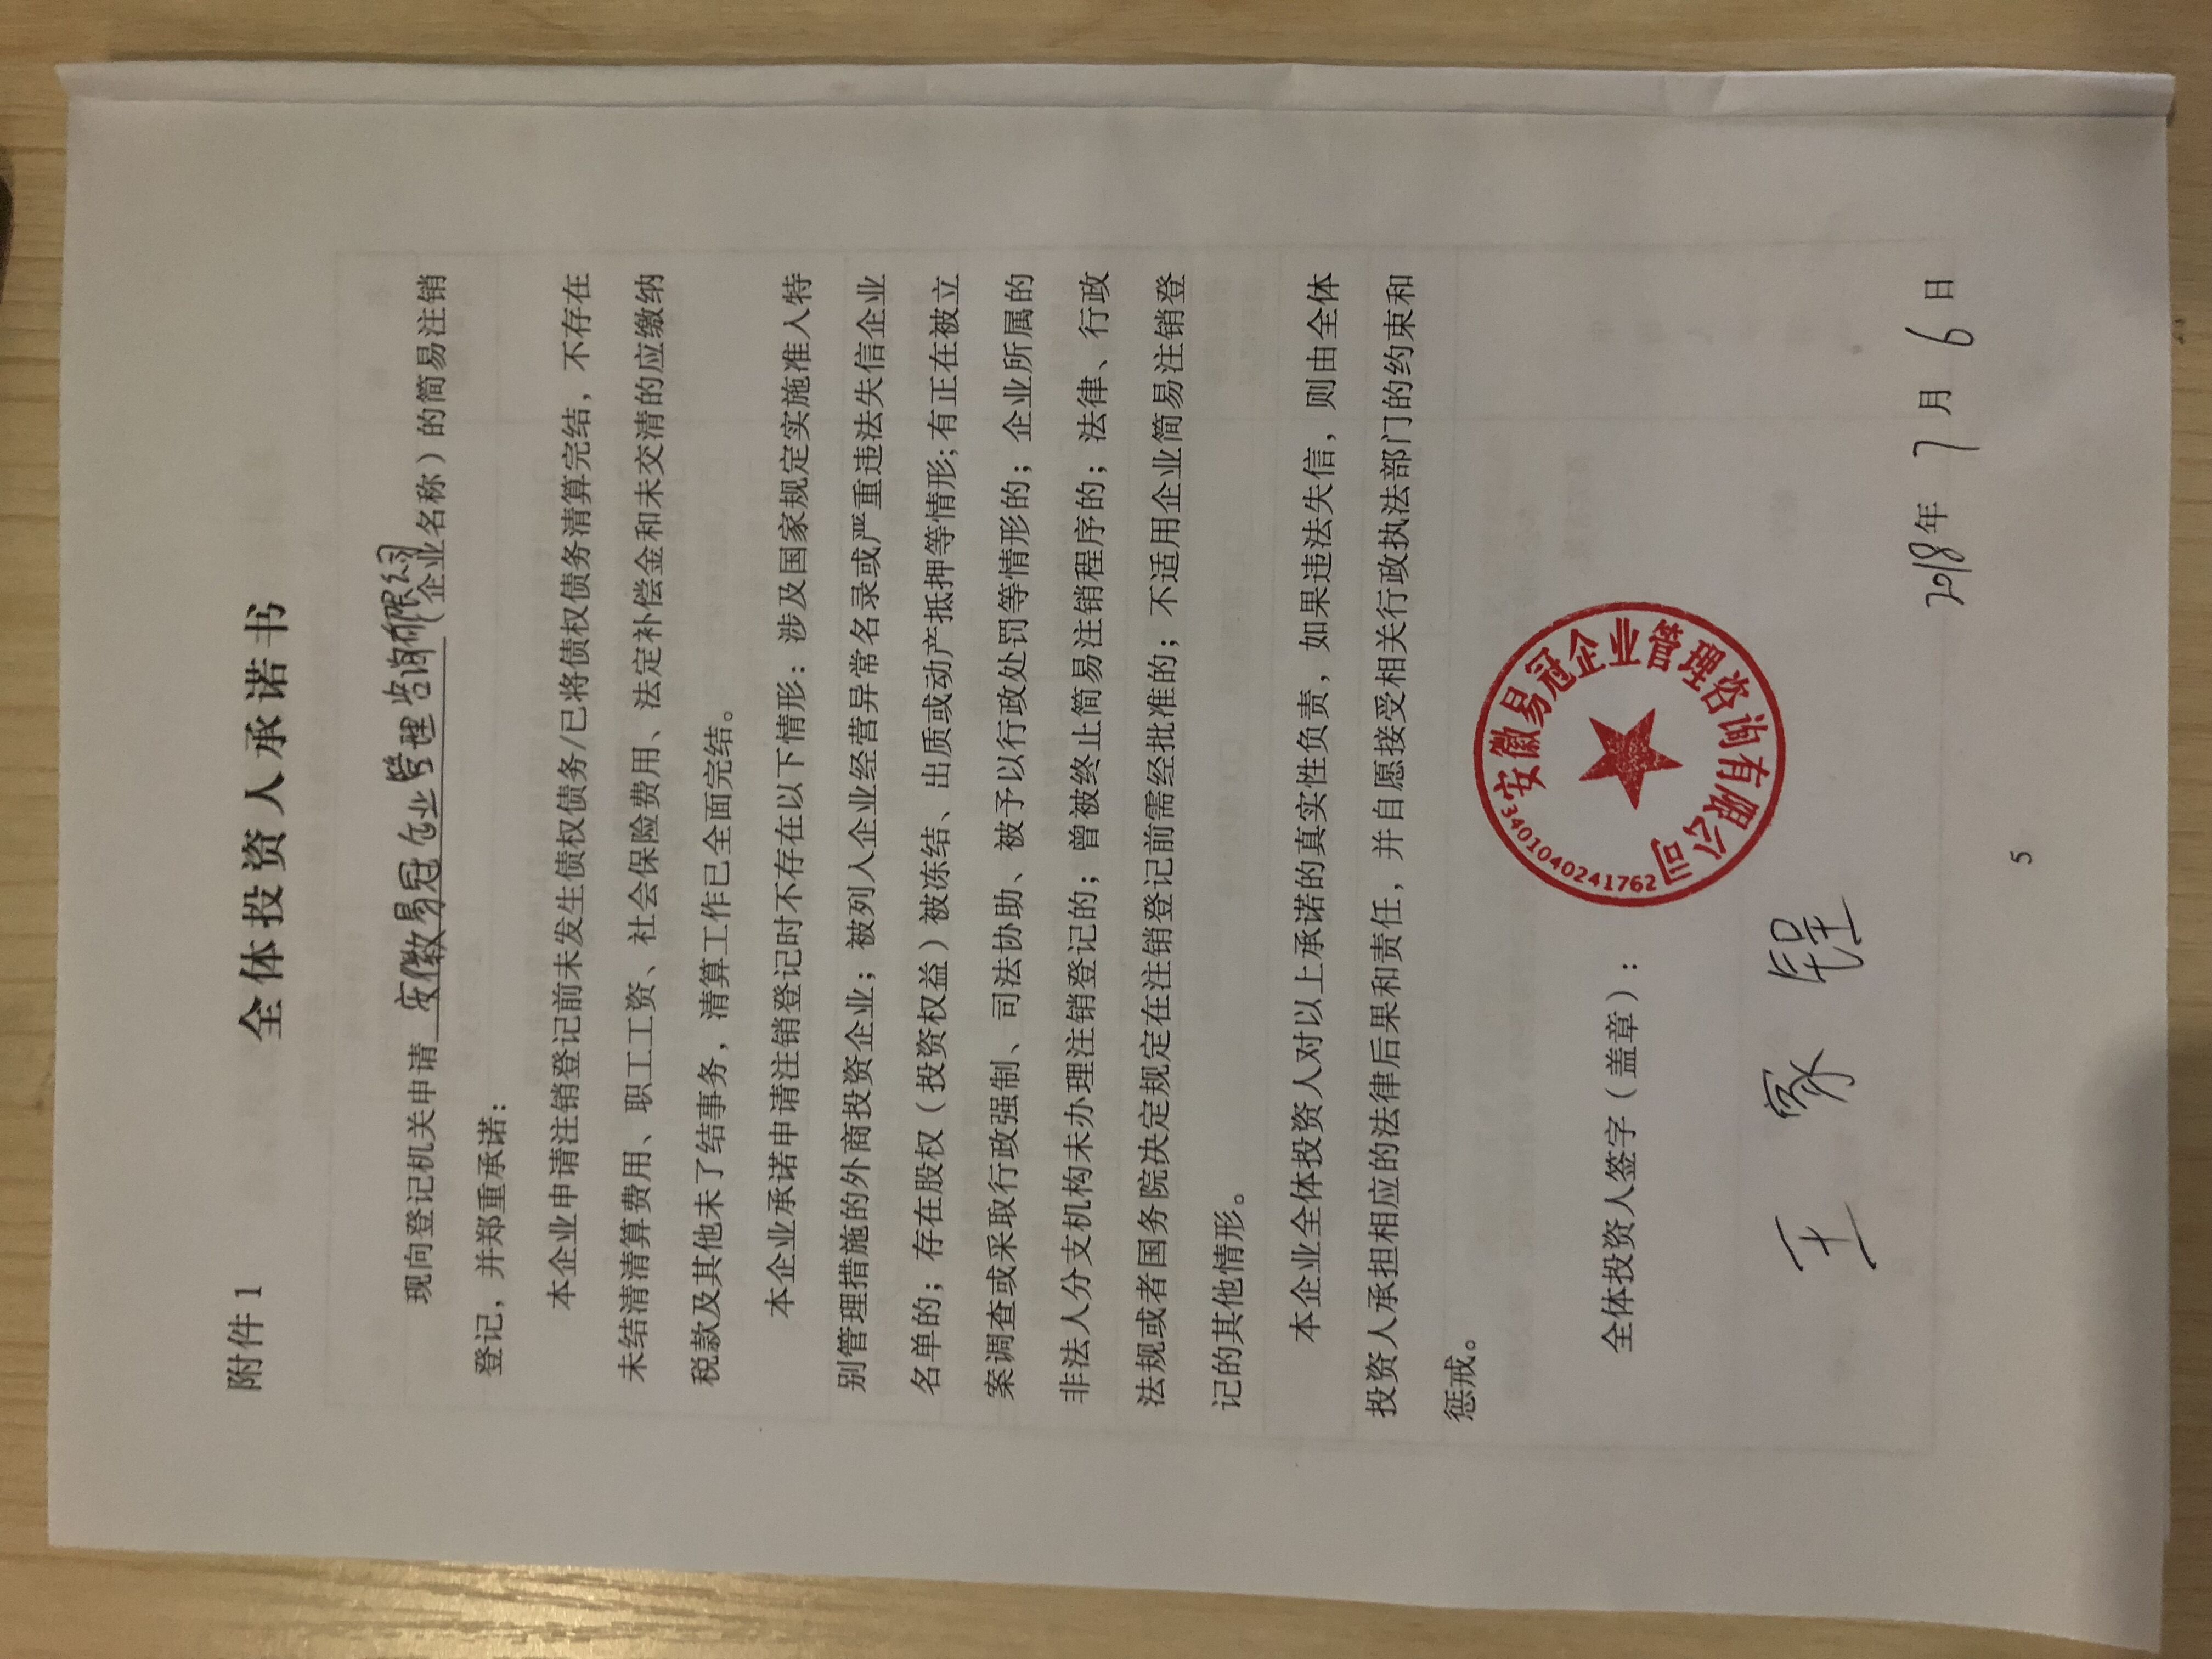 附件 1
全体投资人承诺书
现向登记机关申请 安徽易冠企业管理咨询有限公司（企业名称）的简易注销
登记，并郑重承诺：
本企业申请注销登记前未发生债权债务/已将债权债务清算完结，不存在
未结清清算费用、职工工资、社会保险费用、法定补偿金和未交清的应缴纳
税款及其他未了结事务，清算工作已全面完结。
本企业承诺申请注销登记时不存在以下情形：涉及国家规定实施准入特
别管理措施的外商投资企业；被列入企业经营异常名录或严重违法失信企业
名单的；存在股权（投资权益）被冻结、出质或动产抵押等情形；有正在被立
案调查或采取行政强制、司法协助、被予以行政处罚等情形的；企业所属的
非法人分支机构未办理注销登记的；曾被终止简易注销程序的；法律、行政
法规或者国务院决定规定在注销登记前需经批准的；不适用企业简易注销登
记的其他情形。
本企业全体投资人对以上承诺的真实性负责，如果违法失信，则由全体
投资人承担相应的法律后果和责任，并自愿接受相关行政执法部门的约束和
惩戒。
全体投资人签字（盖章）：
安徽易冠企业管理咨询有限公司
3401040241762
王 家
2018年 7 月 6 日
5